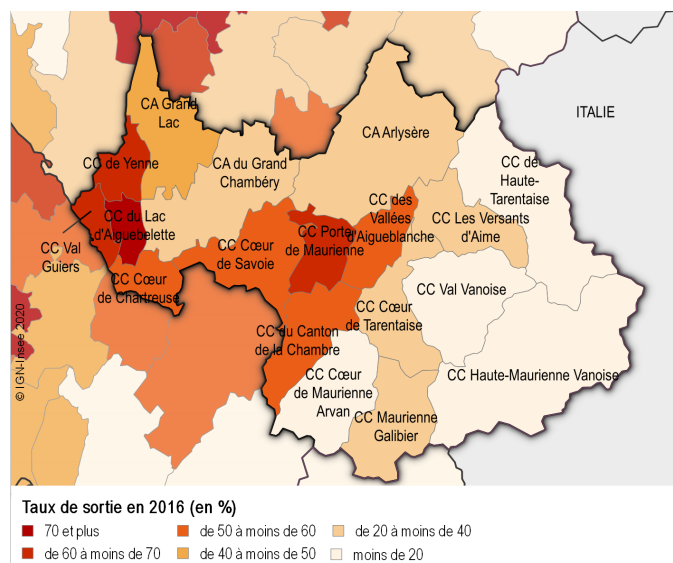 CA Grand
Lac
ITALIE
CA Arlysère
CC de Yenne
CA du Grand
Chambéry
CC de
Haute-
Tarentaise
CC des
Vallées
d'Aigueblanche
CC du Lac
d'Aiguebelette
CC Les Versants
d'Aime
CC Porte
de Maurienne
CC Val
Guiers
CC Cœur
de Savoie
CC Cœur
de Chartreuse
CC Val Vanoise
CC Cœur
de Tarentaise
CC du Canton
de la Chambre
CC Cœur
de Maurienne
Arvan
CC Haute-Maurienne Vanoise
CC Maurienne
Galibier
© IGN-Insee 2020
Taux de sortie en 2016 (en %)
70 et plus
de 60 à moins de 70
de 50 à moins de 60
de 40 à moins de 50
de 20 à moins de 40
moins de 20